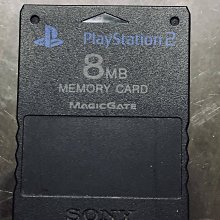 PlayStation 2
8MB
MEMORY CARD
MAGICGATE
SONY